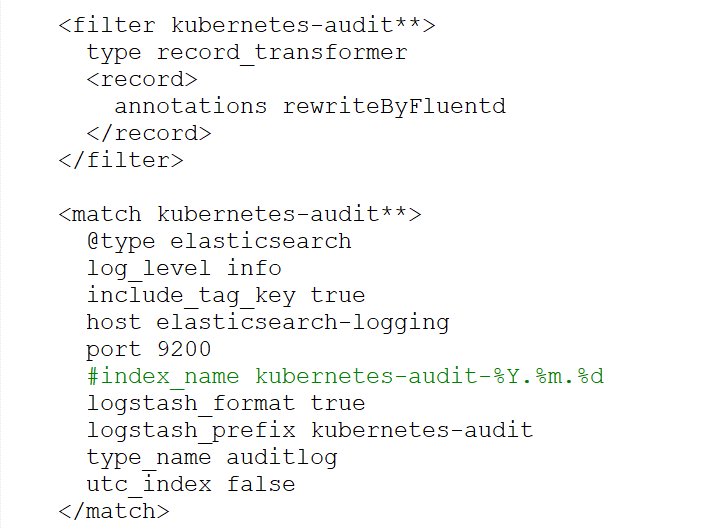 <filter kubernetes-audit**>
  type record_transformer
  <record>
    annotations rewriteByFluentd
  </record>
</filter>

<match kubernetes-audit**>
  @type elasticsearch
  log_level info
  include_tag_key true
  host elasticsearch-logging
  port 9200
  #index_name kubernetes-audit-%Y.%m.%d
  logstash_format true
  logstash_prefix kubernetes-audit
  type_name auditlog
  utc_index false
</match>